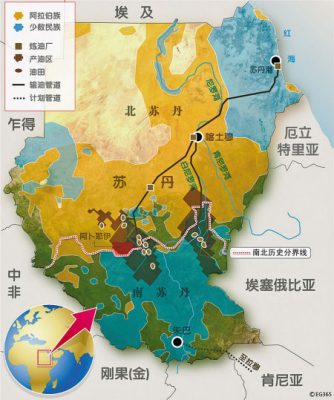 埃 及
阿拉伯族
少数民族
炼油厂
产油区
油田
输油管道
计划管道
红
海
苏丹港
尼罗河
北 苏 丹
乍得
喀土穆
厄立
特里亚
青尼罗河
白尼罗河
苏 丹
阿卜耶伊
南北历史分界线
中
非
埃塞俄比亚
南 苏 丹
朱巴
至拉穆
刚果(金)
肯尼亚
©EG365